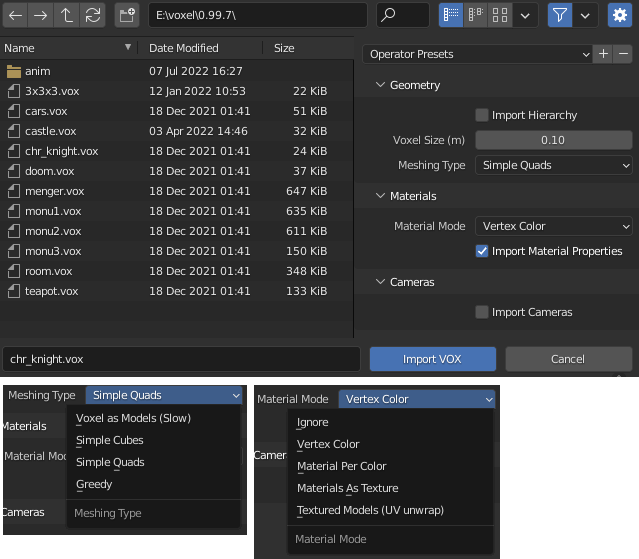 E:\voxel\0.99.7\
Name Date Modified Size
anim 07 Jul 2022 16:27
3x3x3.vox 12 Jan 2022 10:53 22 KiB
cars.vox 18 Dec 2021 01:41 51 KiB
castle.vox 03 Apr 2022 14:46 32 KiB
chr_knight.vox 18 Dec 2021 01:41 24 KiB
doom.vox 18 Dec 2021 01:41 37 KiB
menger.vox 18 Dec 2021 01:41 647 KiB
monu1.vox 18 Dec 2021 01:41 635 KiB
monu2.vox 18 Dec 2021 01:41 611 KiB
monu3.vox 18 Dec 2021 01:41 150 KiB
room.vox 18 Dec 2021 01:41 348 KiB
teapot.vox 18 Dec 2021 01:41 133 KiB
Operator Presets
Geometry
Import Hierarchy
Voxel Size (m) 0.10
Meshing Type Simple Quads
Materials
Material Mode Vertex Color
Import Material Properties
Cameras
Import Cameras
chr_knight.vox Import VOX Cancel
Meshing Type Simple Quads
Voxel as Models (Slow)
Materials
Simple Cubes
Material Mod
Simple Quads
Greedy
Cameras
Meshing Type
Material Mode Vertex Color
Ignore
Vertex Color
Camer
Material Per Color
Materials As Texture
Textured Models (UV unwrap)
Material Mode